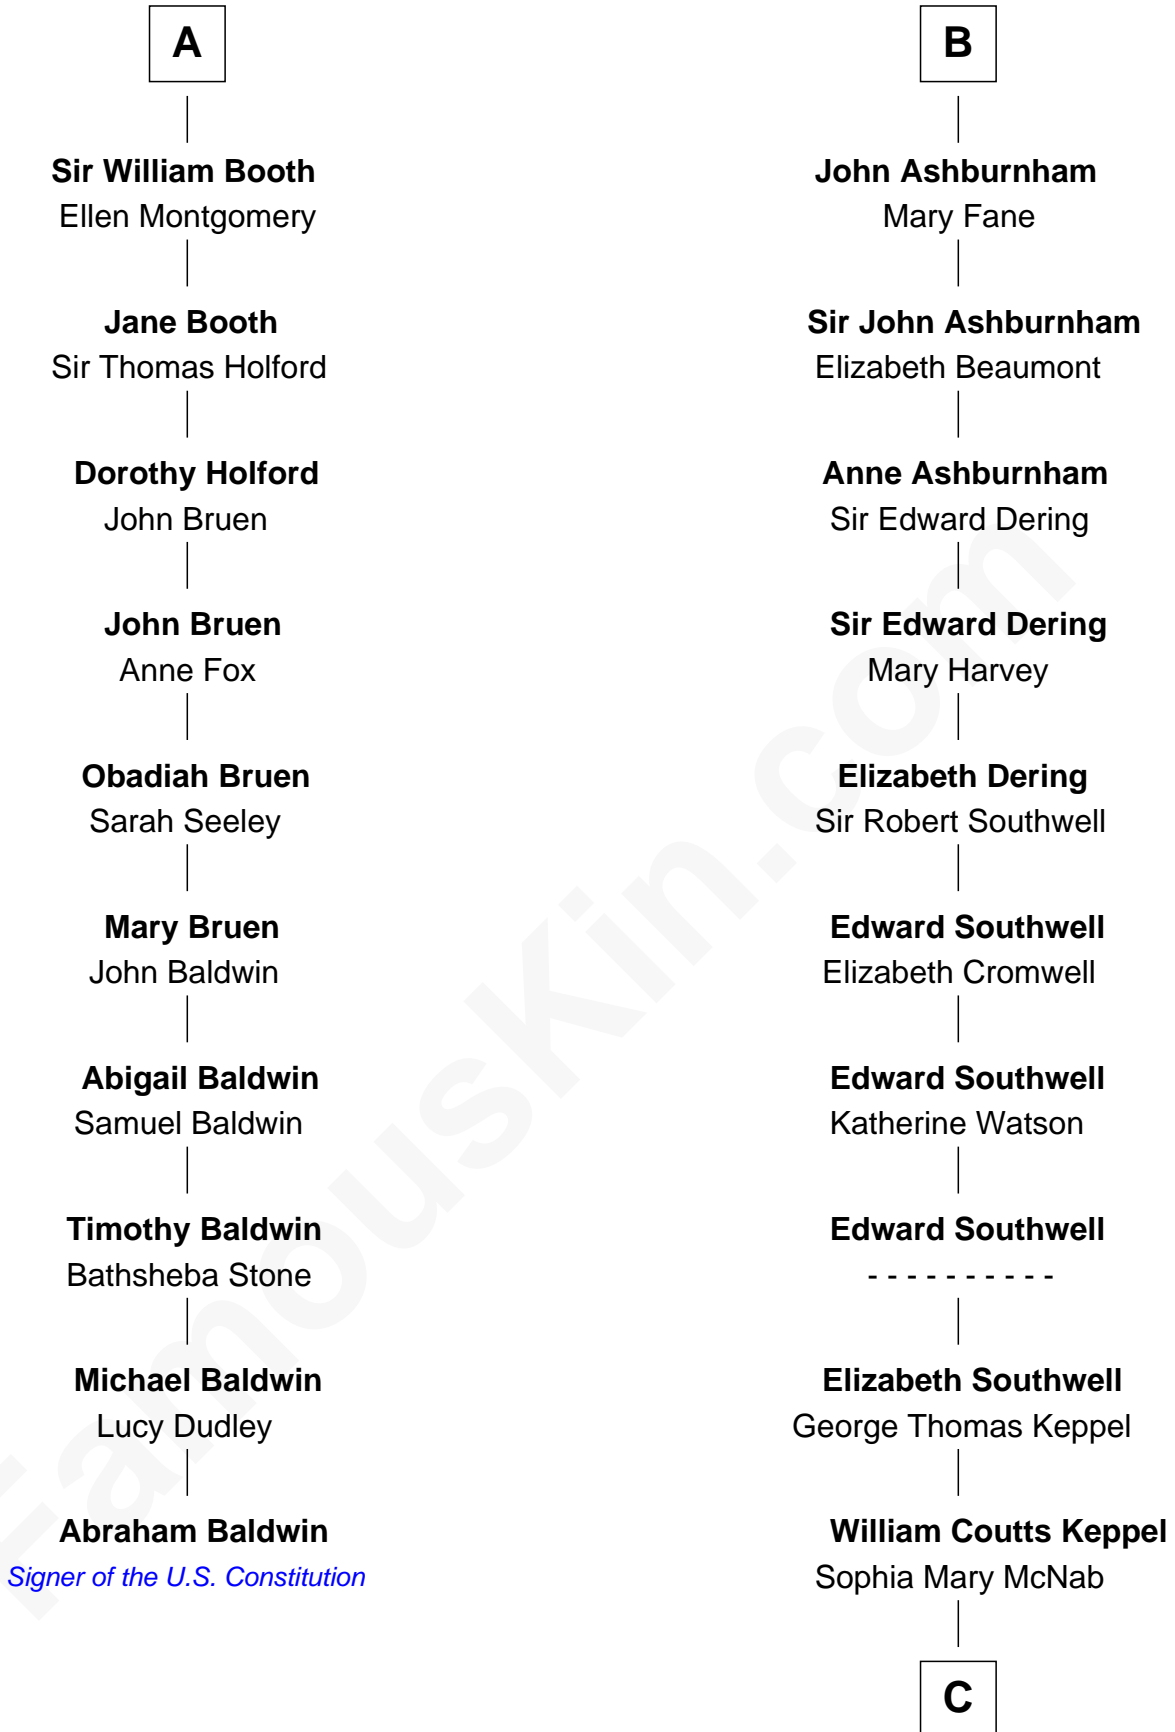 A
Sir William Booth
Ellen Montgomery
Jane Booth
Sir Thomas Holford
Dorothy Holford
John Bruen
John Bruen
Anne Fox
Obadiah Bruen
Sarah Seeley
Mary Bruen
John Baldwin
Abigail Baldwin
Samuel Baldwin
Timothy Baldwin
Bathsheba Stone
Michael Baldwin
Lucy Dudley
Abraham Baldwin
Signer of the U.S. Constitution
B
John Ashburnham
Mary Fane
Sir John Ashburnham
Elizabeth Beaumont
Anne Ashburnham
Sir Edward Dering
Sir Edward Dering
Mary Harvey
Elizabeth Dering
Sir Robert Southwell
Edward Southwell
Elizabeth Cromwell
Edward Southwell
Katherine Watson
Edward Southwell
- - - - - - - - - -
Elizabeth Southwell
George Thomas Keppel
William Coutts Keppel
Sophia Mary McNab
C
FamousKin.com